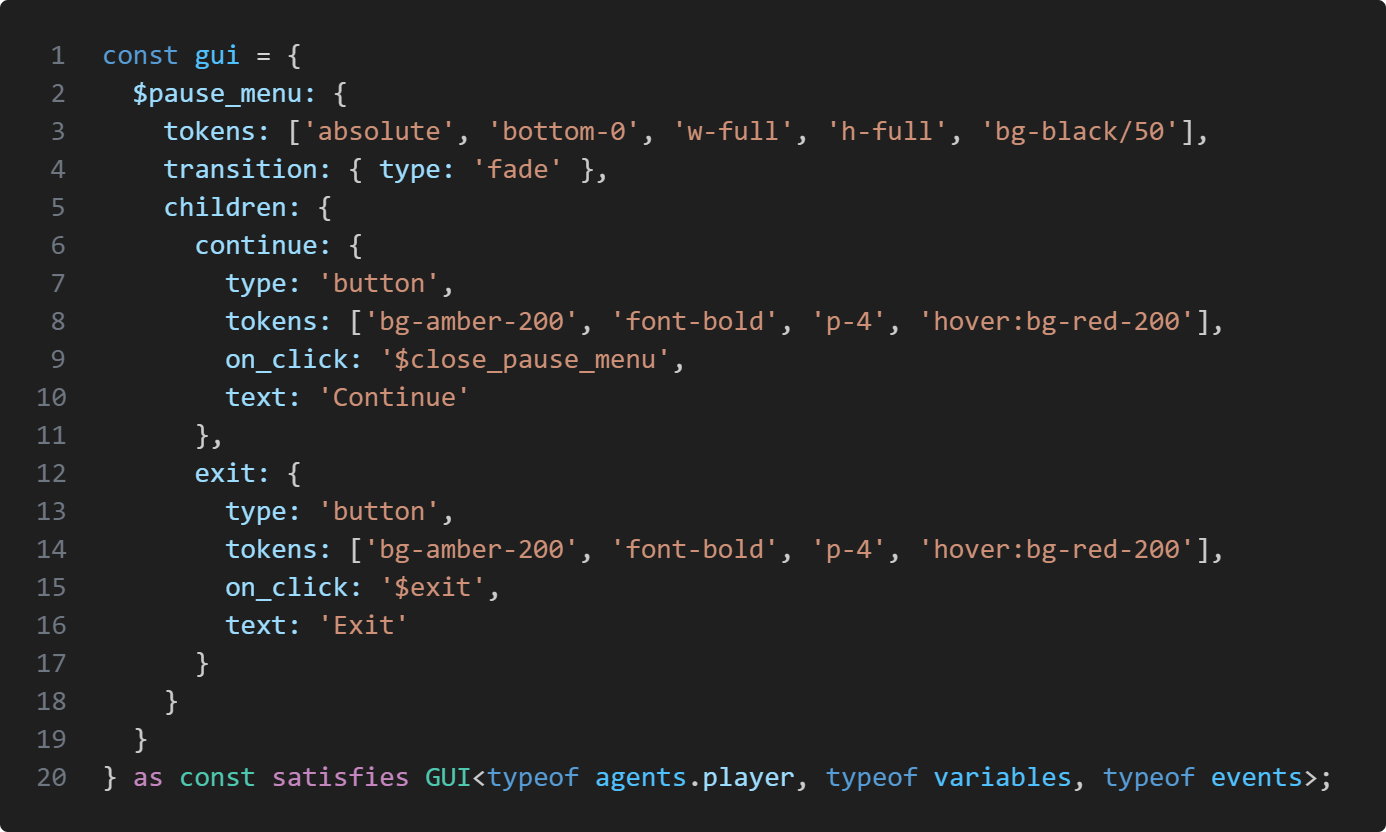 1 const gui = {
2   $pause_menu: {
3     tokens: ['absolute', 'bottom-0', 'w-full', 'h-full', 'bg-black/50'],
4     transition: { type: 'fade' },
5     children: {
6       continue: {
7         type: 'button',
8         tokens: ['bg-amber-200', 'font-bold', 'p-4', 'hover:bg-red-200'],
9         on_click: '$close_pause_menu',
10         text: 'Continue'
11       },
12       exit: {
13         type: 'button',
14         tokens: ['bg-amber-200', 'font-bold', 'p-4', 'hover:bg-red-200'],
15         on_click: '$exit',
16         text: 'Exit'
17       }
18     }
19   }
20 } as const satisfies GUI<typeof agents.player, typeof variables, typeof events>;